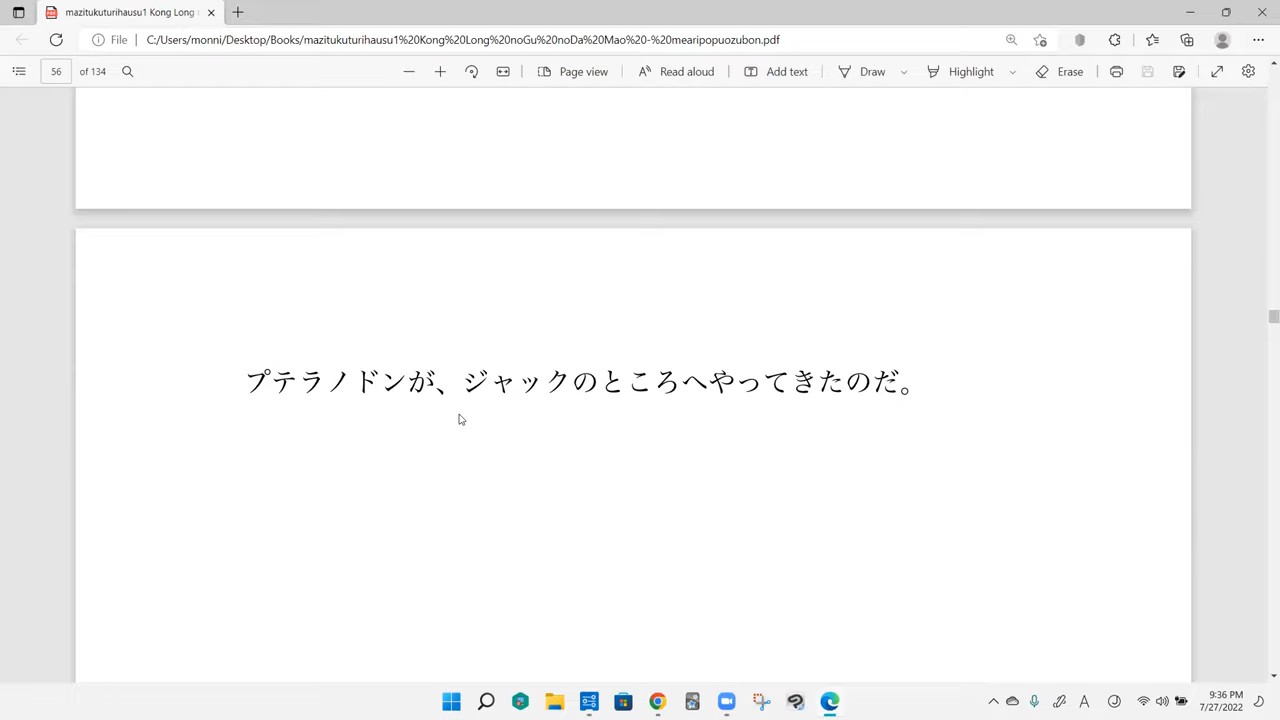 mazitukuturihausu1 Kong Long
File
C:/Users/monni/Desktop/Books/mazitukuturihausu1%20Kong%20Long%20noGu%20noDa%20Mao%20-%20mearipopuozubon.pdf
56 of 134
Page view
Read aloud
Add text
Draw
Highlight
Erase
プテラノドンが、ジャックのところへやってきたのだ。
9:36 PM
7/27/2022